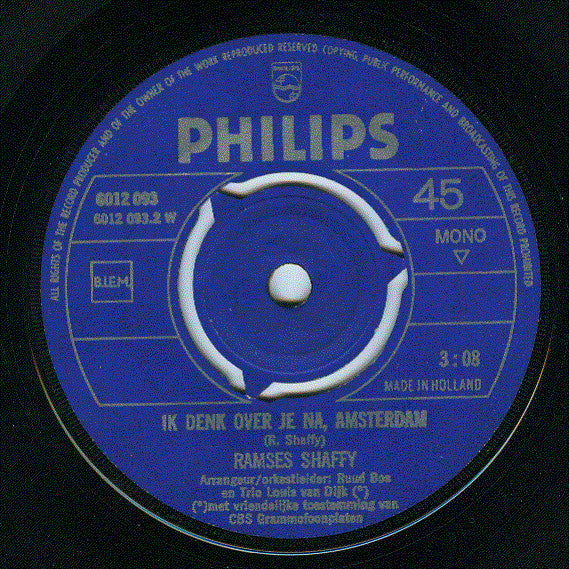 ALL RIGHTS OF THE RECORD PRODUCER AND OF THE OWNER OF THE WORK REPRODUCED RESERVED COPYING, PUBLIC PERFORMANCE AND BROADCASTING OF THIS RECORD PROHIBITED
PHILIPS
PHILIPS
6012 093
6012 093.2 W
45
MONO
B.I.E.M.
3:08
MADE IN HOLLAND
IK DENK OVER JE NA, AMSTERDAM
(R. Shaffy)
RAMSES SHAFFY
Arrangeur/orkestleider: Ruud Bos
en Trio Louis van Dijk (*)
(*)met vriendelijke toestemming van
CBS Grammofoonplaten